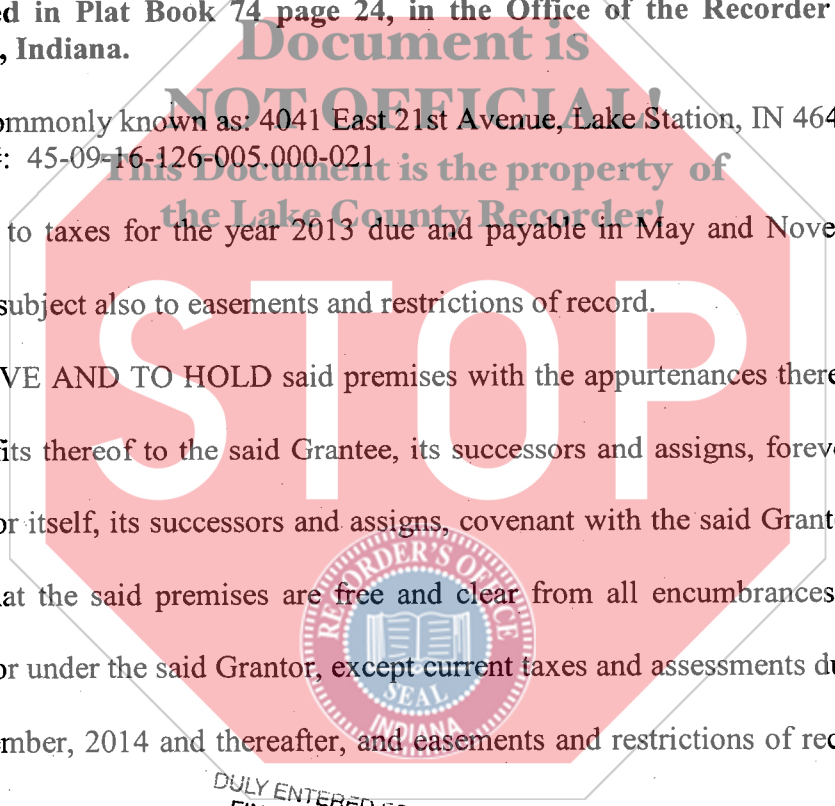 ed in Plat Book 74 page 24, in the Office of the Recorder
, Indiana.
Document is
NOT OFFICIAL!
ommonly known as: 4041 East 21st Avenue, Lake Station, IN 464
: 45-09-16-126-005.000-021
This Document is the property of
the Lake County Recorder!
to taxes for the year 2013 due and payable in May and Nove
subject also to easements and restrictions of record.
STOP
VE AND TO HOLD said premises with the appurtenances there
fits thereof to the said Grantee, its successors and assigns, forev
or itself, its successors and assigns, covenant with the said Grant
at the said premises are free and clear from all encumbrances
or under the said Grantor, except current taxes and assessments du
mber, 2014 and thereafter, and easements and restrictions of rec
RECORDER'S OFFICE
SEAL
INDIANA
DULY ENTERED